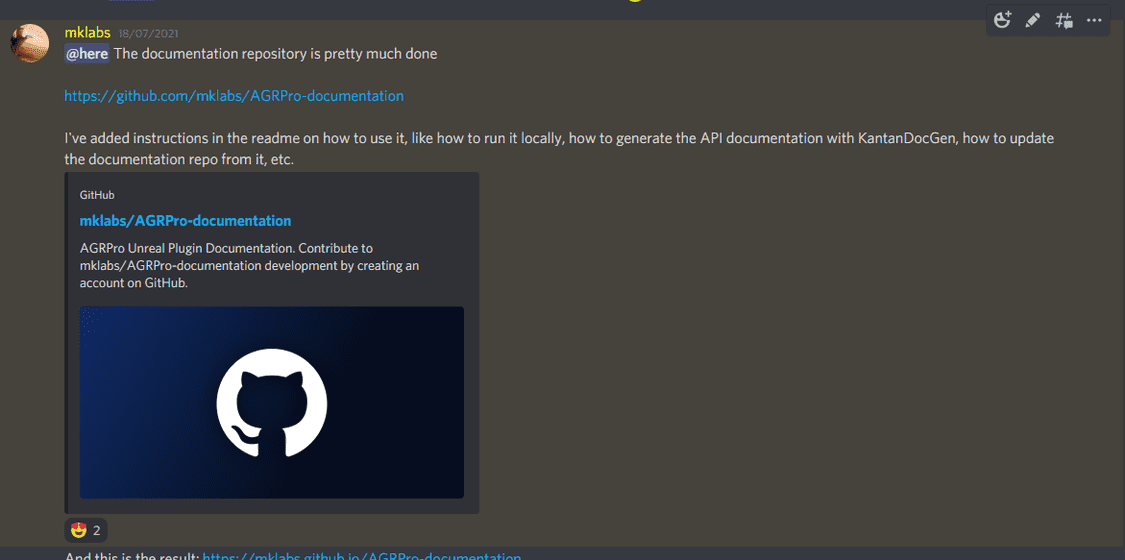 mklabs 18/07/2021
@here The documentation repository is pretty much done
https://github.com/mklabs/AGRPro-documentation
I've added instructions in the readme on how to use it, like how to run it locally, how to generate the API documentation with KantanDocGen, how to update
the documentation repo from it, etc.
GitHub
mklabs/AGRPro-documentation
AGRPro Unreal Plugin Documentation. Contribute to
mklabs/AGRPro-documentation development by creating an
account on GitHub.
2
And this is the result: https://mklabs.github.io/AGRPro-documentation